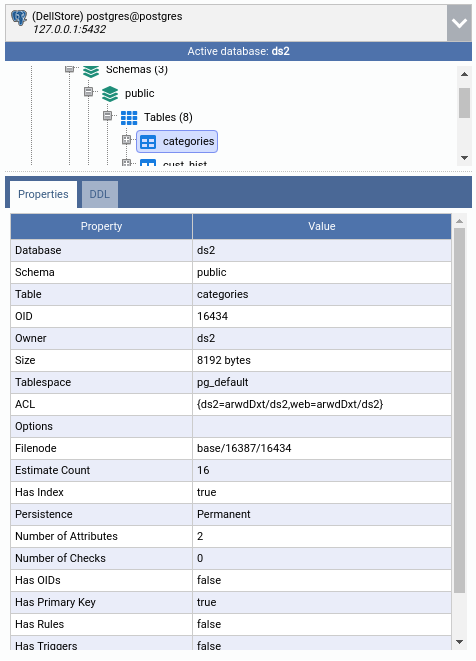 (DellStore) postgres@postgres
127.0.0.1:5432
Active database: ds2
Schemas (3)
public
Tables (8)
categories
cust_hist
Properties DDL
Property Value
Database ds2
Schema public
Table categories
OID 16434
Owner ds2
Size 8192 bytes
Tablespace pg_default
ACL {ds2=arwdDxt/ds2,web=arwdDxt/ds2}
Options
Filenode base/16387/16434
Estimate Count 16
Has Index true
Persistence Permanent
Number of Attributes 2
Number of Checks 0
Has OIDs false
Has Primary Key true
Has Rules false
Has Triggers false